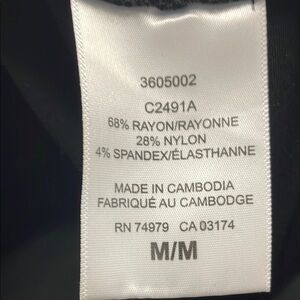 3605002
C2491A
68% RAYON/RAYONNE
28% NYLON
4% SPANDEX/ÉLASTHANNE
MADE IN CAMBODIA
FABRIQUÉ AU CAMBODGE
RN 74979 CA 03174
M/M